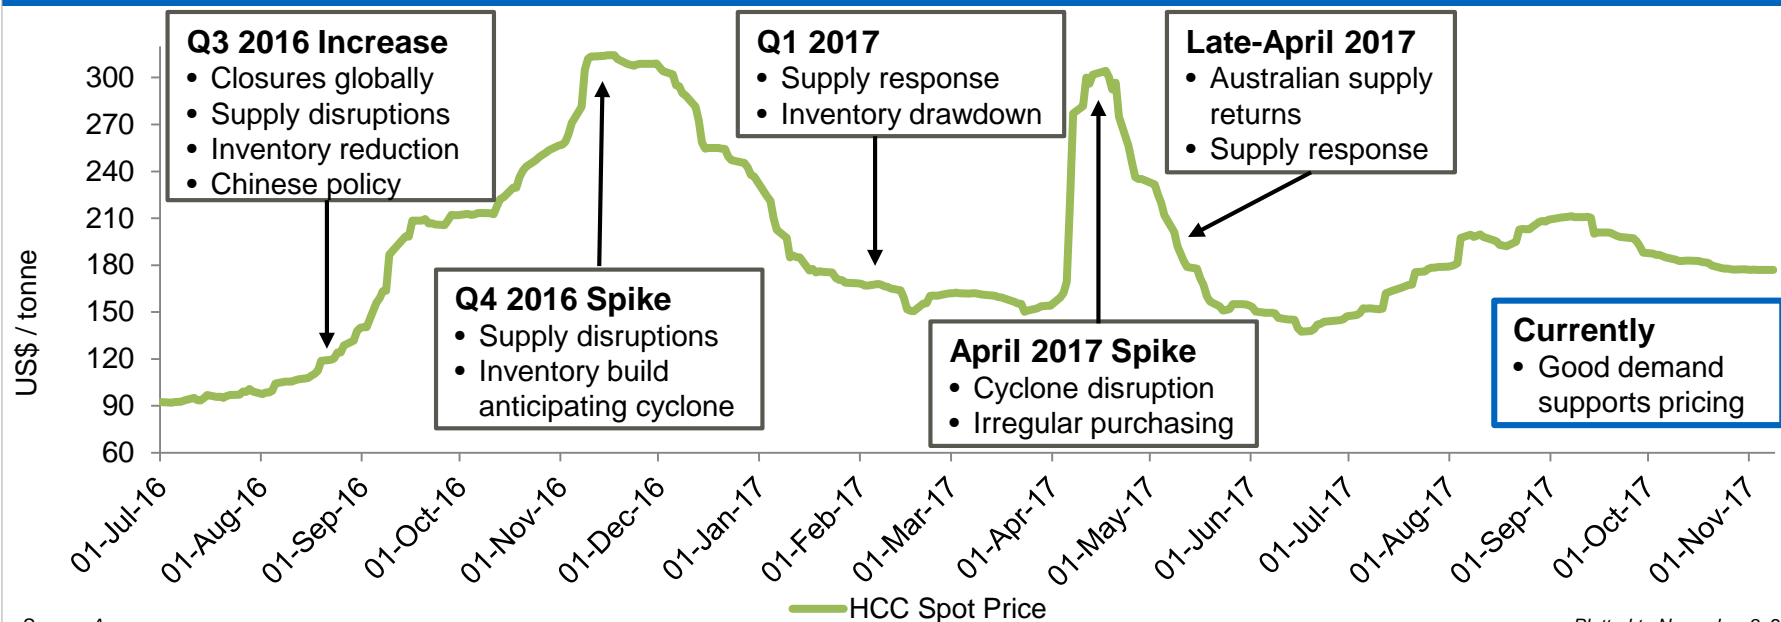 Q3 2016 Increase
• Closures globally
• Supply disruptions
• Inventory reduction
• Chinese policy
Q1 2017
• Supply response
• Inventory drawdown
Late-April 2017
• Australian supply
returns
• Supply response
Q4 2016 Spike
• Supply disruptions
• Inventory build
anticipating cyclone
April 2017 Spike
• Cyclone disruption
• Irregular purchasing
Currently
• Good demand
supports pricing
US$ / tonne
300
270
240
210
180
150
120
90
60
01-Jul-16
01-Aug-16
01-Sep-16
01-Oct-16
01-Nov-16
01-Dec-16
01-Jan-17
01-Feb-17
01-Mar-17
01-Apr-17
01-May-17
01-Jun-17
01-Jul-17
01-Aug-17
01-Sep-17
01-Oct-17
01-Nov-17
HCC Spot Price